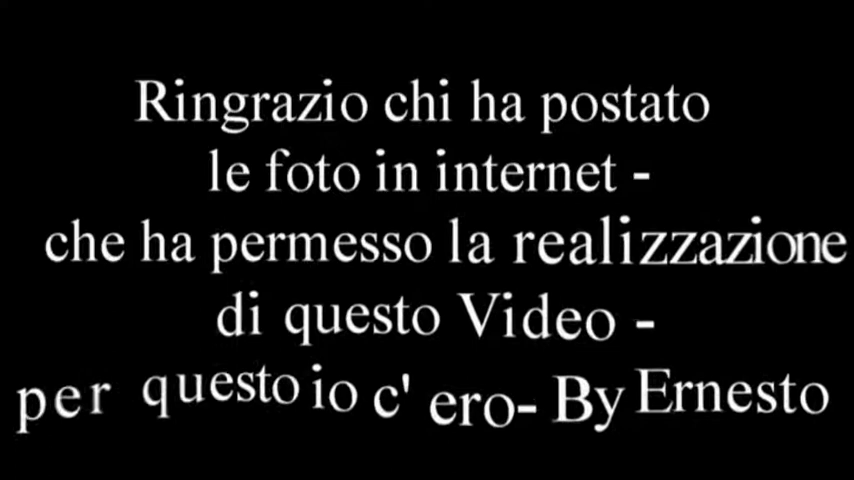 Ringrazio chi ha postato
le foto in internet -
che ha permesso la realizzazione
di questo Video -
per questo io c' ero- By Ernesto